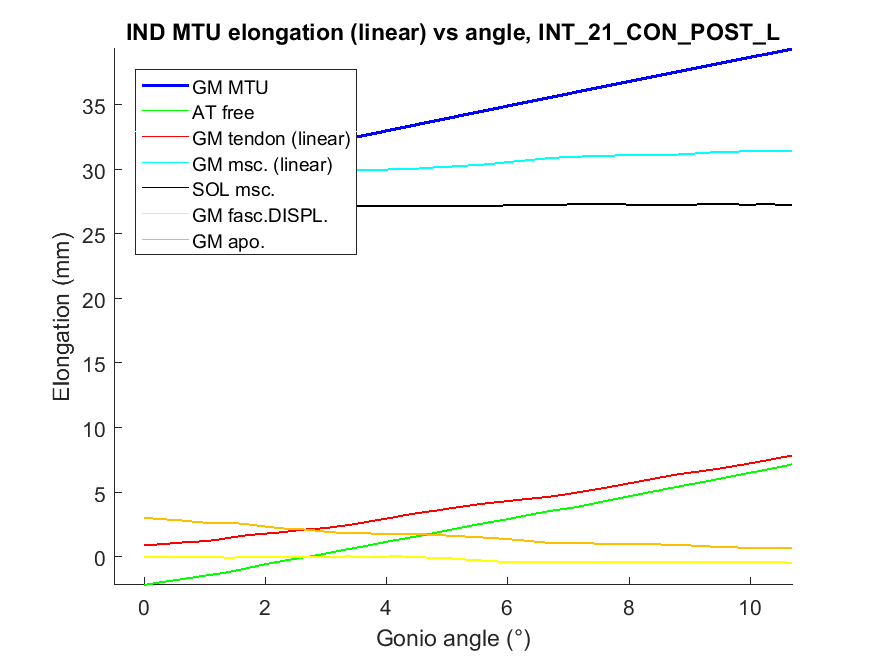 IND MTU elongation (linear) vs angle, INT_21_CON_POST_L
GM MTU
AT free
GM tendon (linear)
GM msc. (linear)
SOL msc.
GM fasc.DISPL.
GM apo.
Elongation (mm)
35
30
25
20
15
10
5
0
0 2 4 6 8 10
Gonio angle (°)